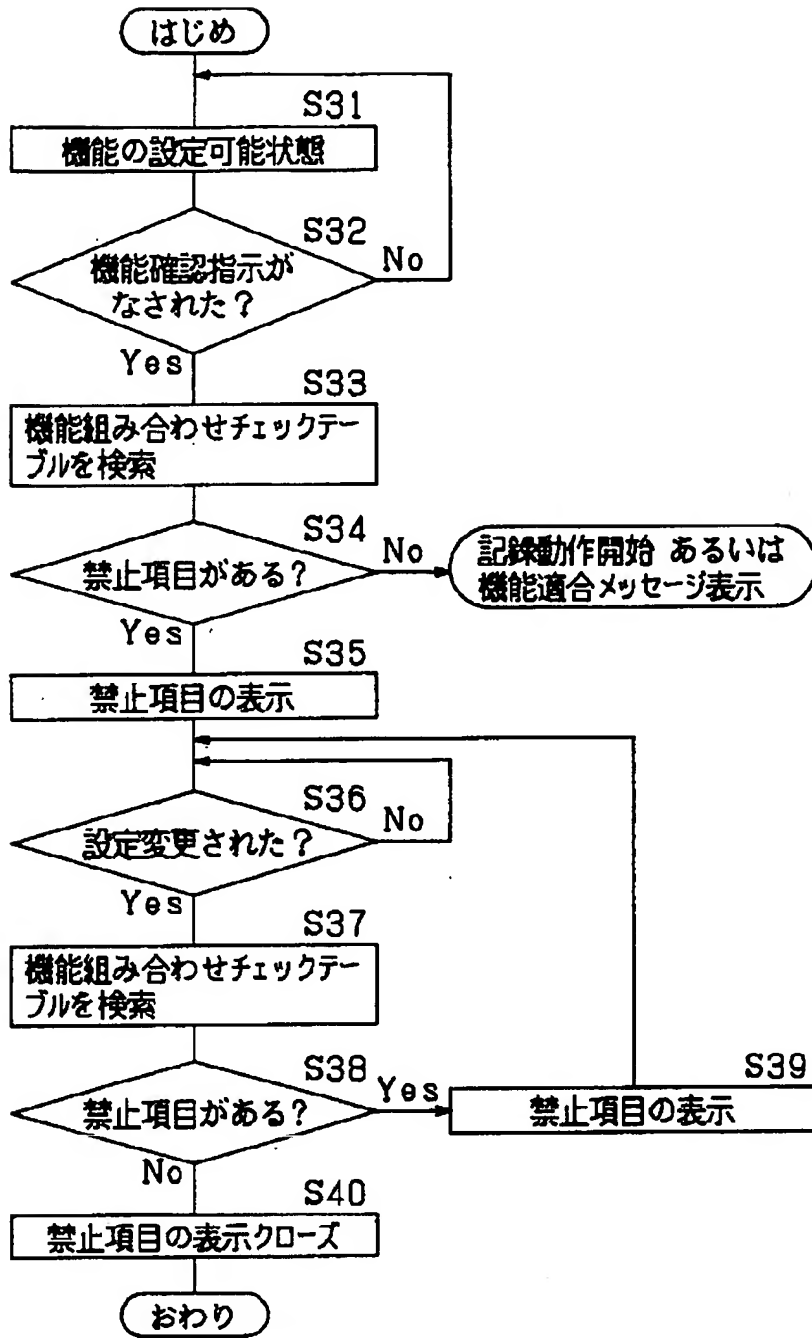 はじめ
S31
機能の設定可能状態
S32
機能確認指示が
なされた？
No
Yes
S33
機能組み合わせチェックテー
ブルを検索
S34
禁止項目がある？
No
記録動作開始 あるいは
機能適合メッセージ表示
Yes
S35
禁止項目の表示
S36
設定変更された？
No
Yes
S37
機能組み合わせチェックテー
ブルを検索
S38
禁止項目がある？
Yes
S39
禁止項目の表示
No
S40
禁止項目の表示クローズ
おわり